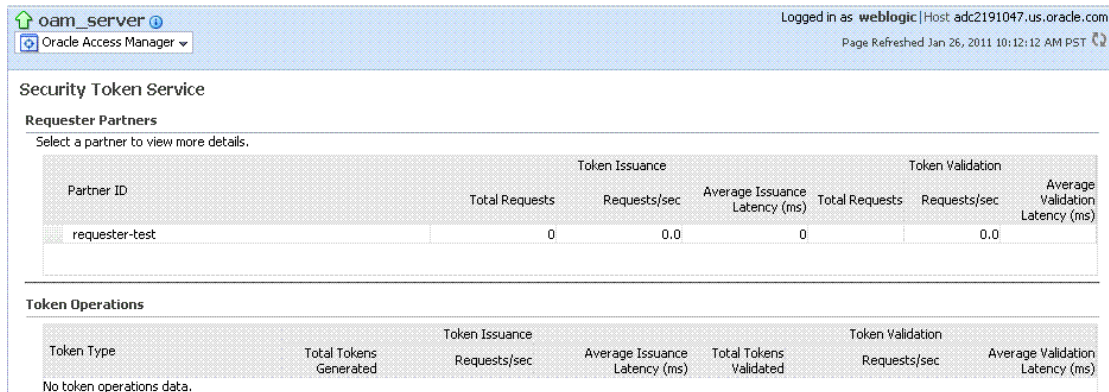 oam_server
Logged in as weblogic|Host adc2191047.us.oracle.com
Oracle Access Manager
Page Refreshed Jan 26, 2011 10:12:12 AM PST
Security Token Service
Requester Partners
Select a partner to view more details.
Partner ID
Token Issuance
Token Validation
Total Requests
Requests/sec
Average Issuance
Latency (ms)
Total Requests
Requests/sec
Average
Validation
Latency (ms)
requester-test 0 0.0 0 0.0
Token Operations
Token Type
Token Issuance
Token Validation
Total Tokens
Generated
Requests/sec
Average Issuance
Latency (ms)
Total Tokens
Validated
Requests/sec
Average Validation
Latency (ms)
No token operations data.